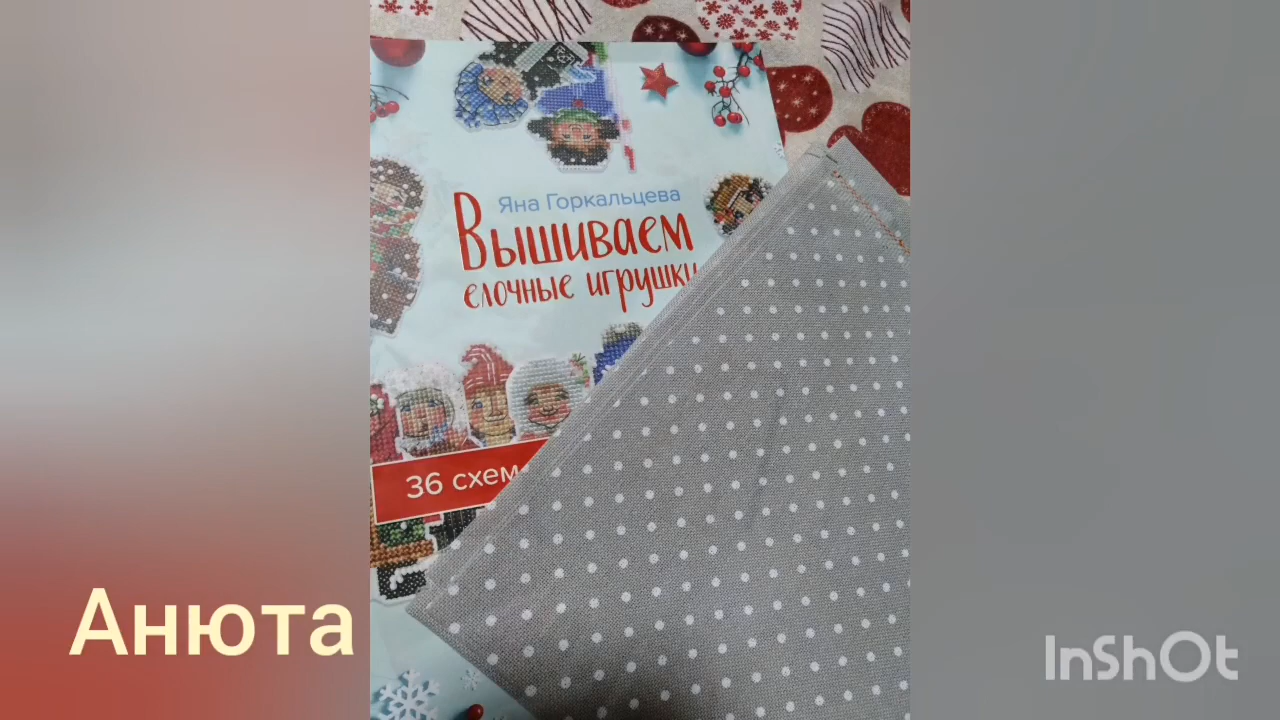 Яна Горкальцева
Вышиваем
елочные игрушки
36 схем
Анюта
InShOt